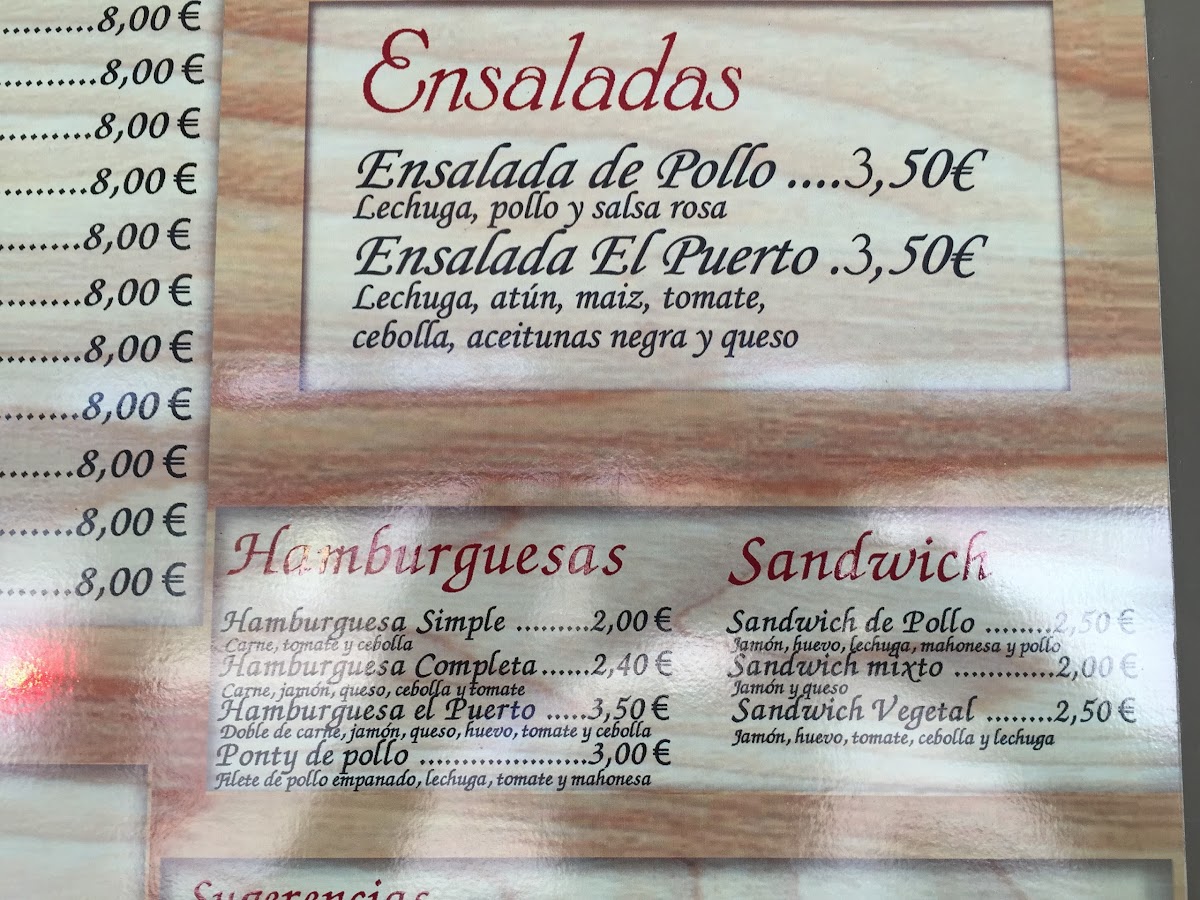 ..........8,00 €
..........8,00 €
.........8,00 €
.........8,00 €
........8,00 €
........8,00 €
........8,00 €
........8,00 €
.......8,00 €
.......8,00 €
.......8,00 €
Ensaladas
Ensalada de Pollo ....3,50€
Lechuga, pollo y salsa rosa
Ensalada El Puerto .3,50€
Lechuga, atún, maiz, tomate,
cebolla, aceitunas negra y queso
Hamburguesas
Hamburguesa Simple .........2,00 €
Carne, tomate y cebolla
Hamburguesa Completa......2,40 €
Carne, jamón, queso, cebolla y tomate
Hamburguesa el Puerto .....3,50 €
Doble de carne, jamón, queso, huevo, tomate y cebolla
Ponty de pollo ....................3,00 €
Filete de pollo empanado, lechuga, tomate y mahonesa
Sandwich
Sandwich de Pollo ........2,50 €
Jamón, huevo, lechuga, mahonesa y pollo
Sandwich mixto ............2,00 €
Jamón y queso
Sandwich Vegetal ........2,50 €
Jamón, huevo, tomate, cebolla y lechuga
Sugerencias